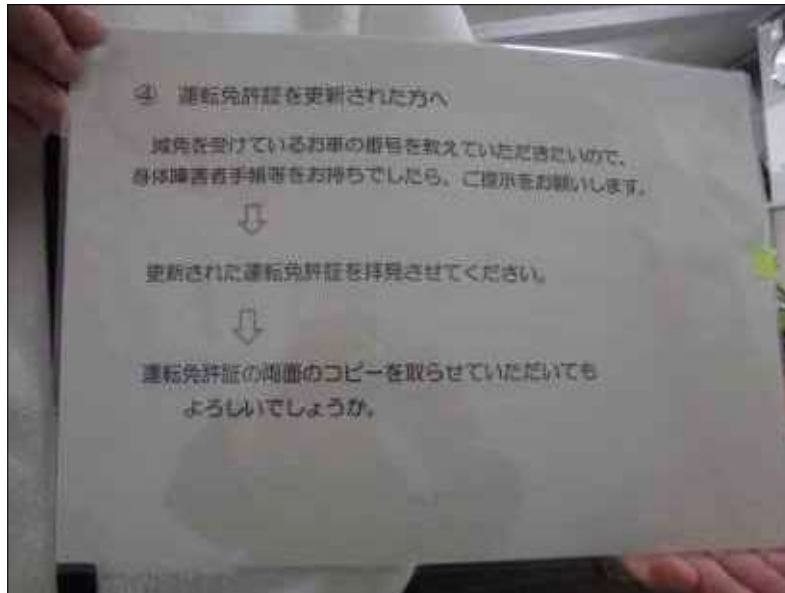 ④ 運転免許証を更新された方へ
減免を受けているお車の番号を教えていただきたいので、
身体障害者手帳等をお持ちでしたら、ご提示をお願いします。
⇩
更新された運転免許証を拝見させてください。
⇩
運転免許証の両面のコピーを取らせていただいても
よろしいでしょうか。